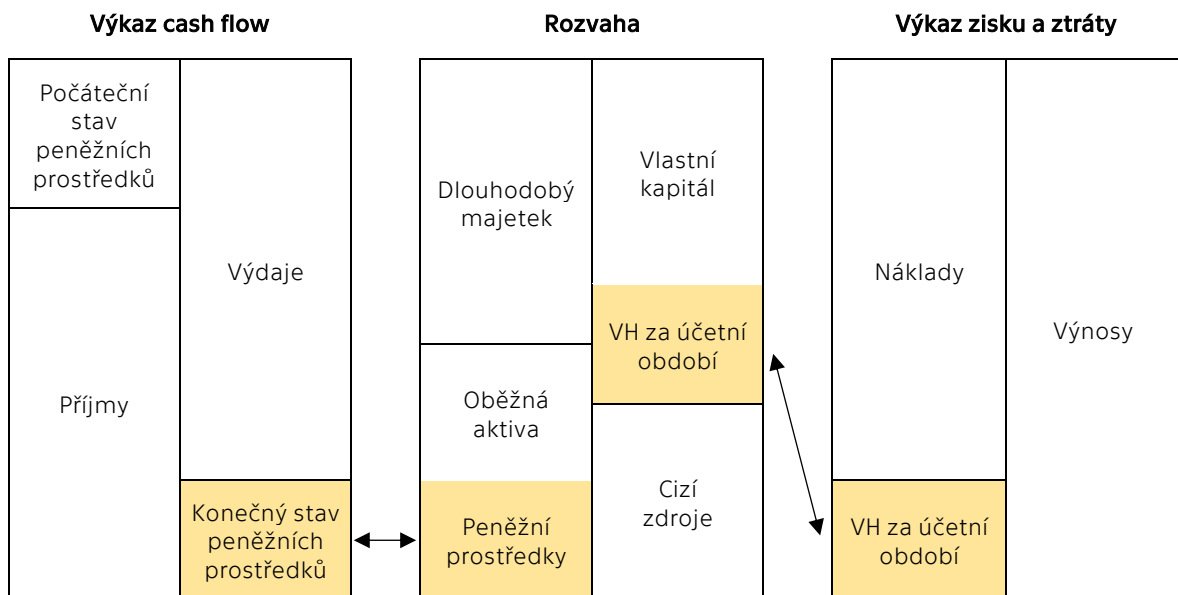 Výkaz cash flow
Počáteční
stav
peněžních
prostředků
Příjmy
Výdaje
Konečný stav
peněžních
prostředků
Rozvaha
Dlouhodobý
majetek
Oběžná
aktiva
Peněžní
prostředky
Vlastní
kapitál
VH za účetní
období
Cizí
zdroje
Výkaz zisku a ztráty
Náklady
VH za účetní
období
Výnosy